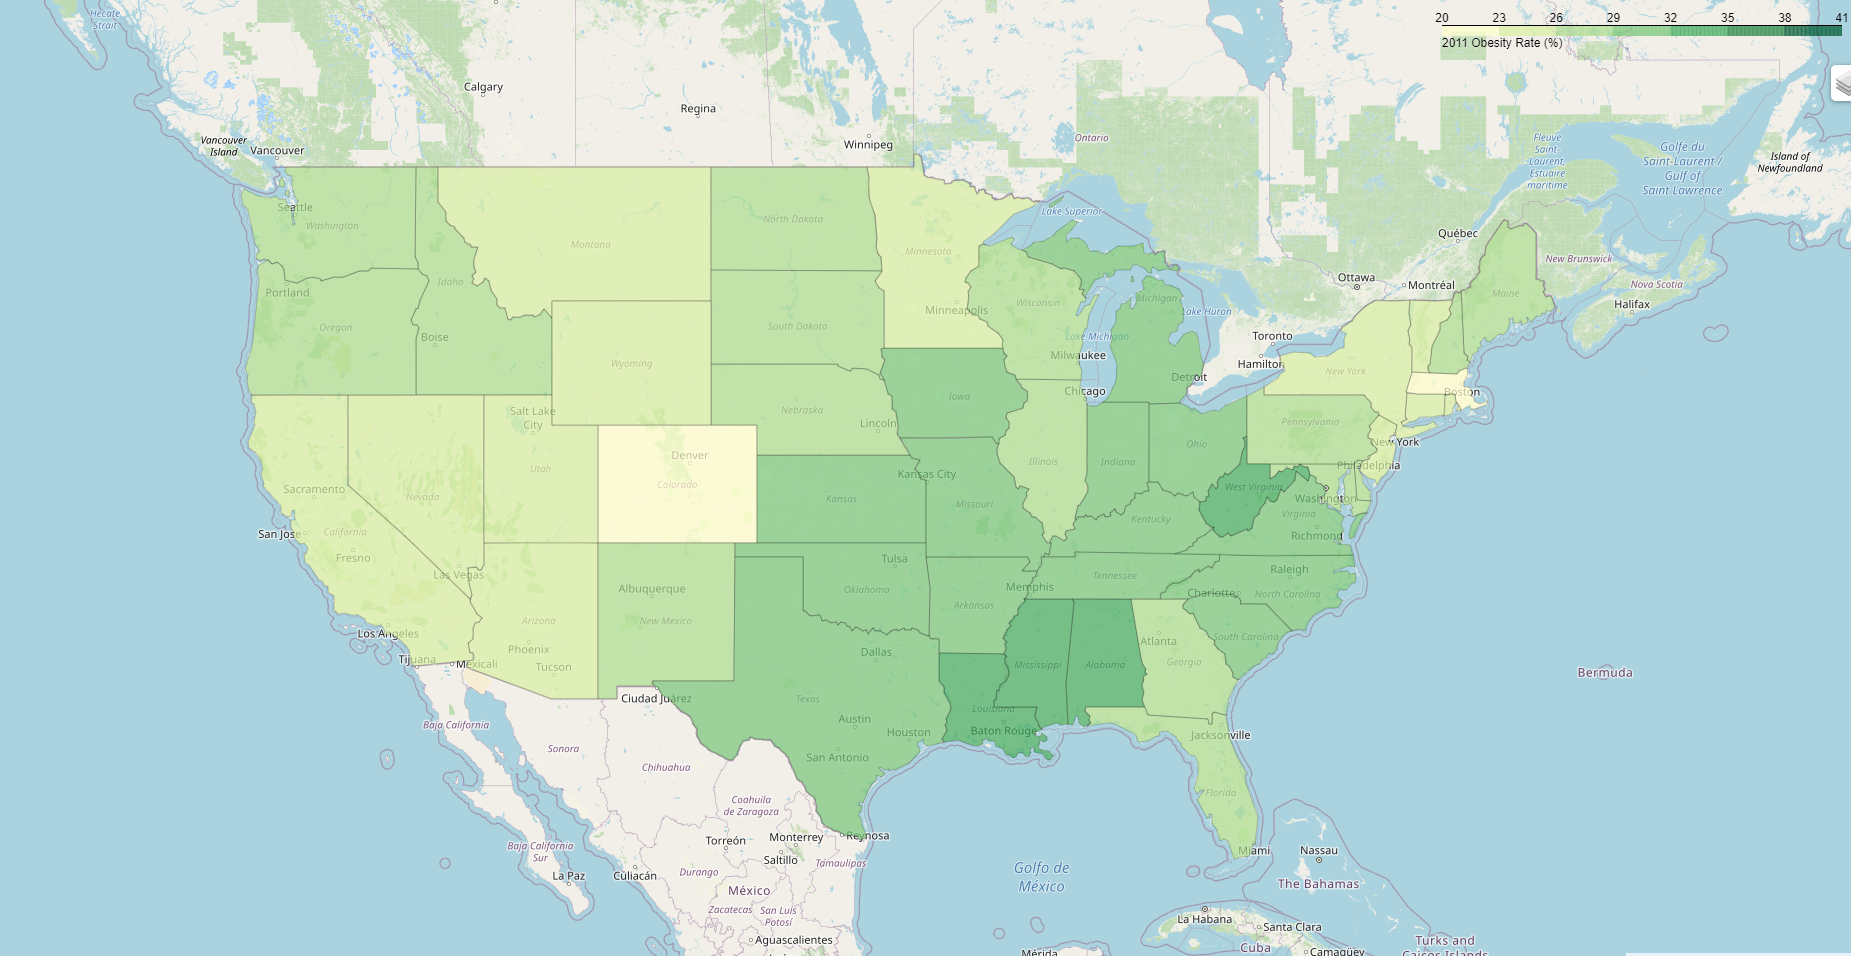 Hecate
Strait
20 23 26 29 32 35 38 41
2011 Obesity Rate (%)
Calgary
Regina
Winnipeg
Vancouver
Island
Vancouver
Ontario
Fleuve
Saint-
Laurent,
Estuaire
maritime
Golfe du
Saint-Laurent /
Gulf of
Saint Lawrence
Island of
Newfoundland
Seattle
Washington
North Dakota
Lake Superior
Québec
Montana
Minnesota
New Brunswick
Ottawa
Montréal
Nova Scotia
Halifax
Idaho
Portland
Oregon
Boise
South Dakota
Minneapolis
Wisconsin
Michigan
Lake Huron
Maine
Toronto
Hamilton
Lake Michigan
Milwaukee
Wyoming
New York
Detroit
Chicago
Boston
Iowa
Salt Lake
City
Nebraska
Lincoln
Pennsylvania
Ohio
New York
Denver
Colorado
Utah
Illinois
Indiana
Philadelphia
Kansas City
Sacramento
Nevada
Kansas
Missouri
West Virginia
Washington
Virginia
Kentucky
San Jose
California
Richmond
Fresno
Las Vegas
Tulsa
Albuquerque
Oklahoma
Memphis
Tennessee
Raleigh
Charlotte
North Carolina
Arkansas
Arizona
New Mexico
Los Angeles
Phoenix
Tucson
Dallas
Atlanta
South Carolina
Tijuana
Mexicali
Mississippi
Alabama
Georgia
Bermuda
Ciudad Juárez
Texas
Louisiana
Baja California
Austin
Houston
Baton Rouge
Jacksonville
Sonora
San Antonio
Chihuahua
Florida
Coahuila
de Zaragoza
Torreón
Monterrey
Reynosa
Baja California
Sur
Saltillo
Tamaulipas
Miami
Nassau
Golfo de
México
La Paz
Culiacán
Durango
México
The Bahamas
Zacatecas
San Luis
Potosí
La Habana
Santa Clara
Aguascalientes
Cuba
Camagüey
Turks and
Caicos Islands
Mérida